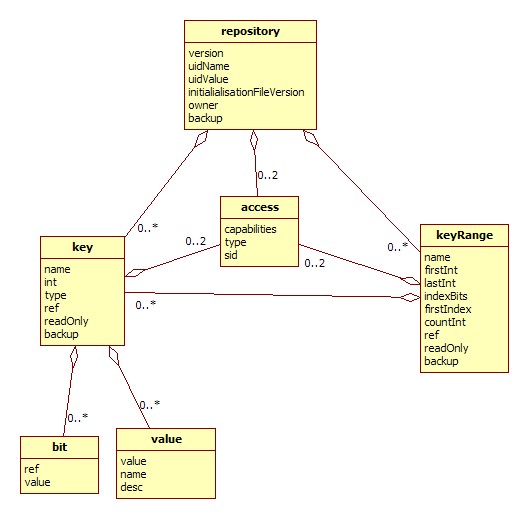 repository
version
uidName
uidValue
initialialisationFileVersion
owner
backup
0..2
access
capabilities
type
sid
0..*
0..2
0..2
0..*
key
name
int
type
ref
readOnly
backup
0..*
keyRange
name
firstInt
lastInt
indexBits
firstIndex
countInt
ref
readOnly
backup
0..*
0..*
bit
ref
value
value
value
name
desc